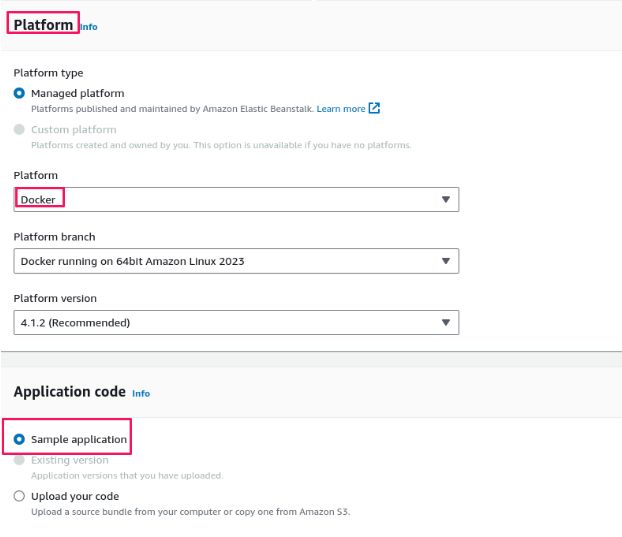 Platform Info
Platform type
Managed platform
Platforms published and maintained by Amazon Elastic Beanstalk. Learn more
Custom platform
Platforms created and owned by you. This option is unavailable if you have no platforms.
Platform
Docker
Platform branch
Docker running on 64bit Amazon Linux 2023
Platform version
4.1.2 (Recommended)
Application code Info
Sample application
Existing version
Application versions that you have uploaded.
Upload your code
Upload a source bundle from your computer or copy one from Amazon S3.